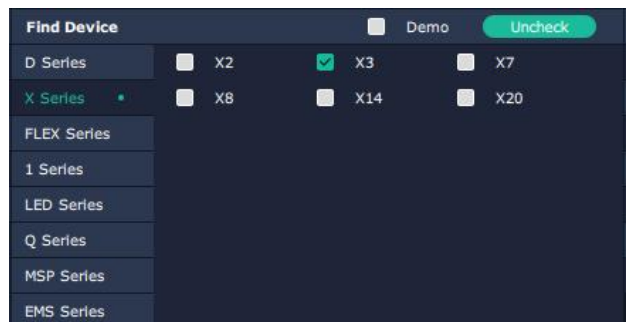 Find Device Demo Uncheck
D Series X2 X3 X7
X Series X8 X14 X20
FLEX Series
1 Series
LED Series
Q Series
MSP Series
EMS Series